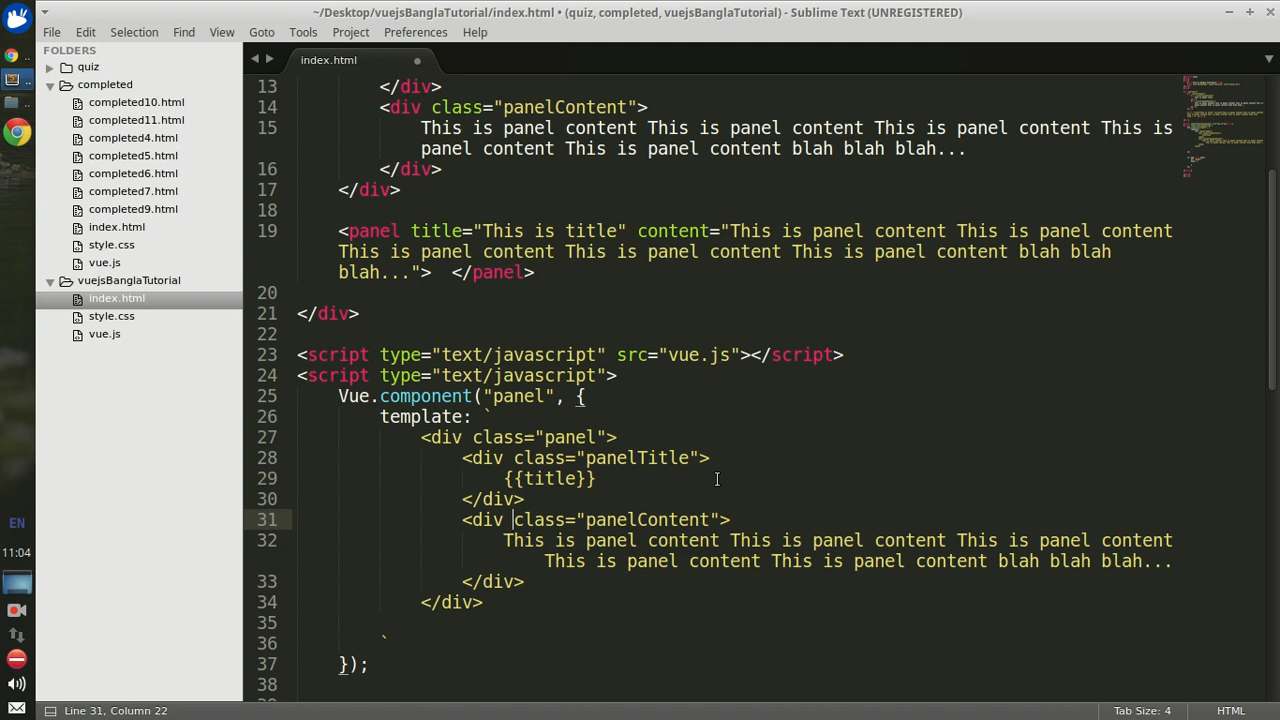 ~/Desktop/vuejsBanglaTutorial/index.html • (quiz, completed, vuejsBanglaTutorial) - Sublime Text (UNREGISTERED)
File Edit Selection Find View Goto Tools Project Preferences Help
FOLDERS
quiz
completed
completed10.html
completed11.html
completed4.html
completed5.html
completed6.html
completed7.html
completed9.html
index.html
style.css
vue.js
vuejsBanglaTutorial
index.html
style.css
vue.js
index.html
13 </div>
14 <div class="panelContent">
15 This is panel content This is panel content This is panel content This is
panel content This is panel content blah blah blah...
16 </div>
17 </div>
18
19 <panel title="This is title" content="This is panel content This is panel content
This is panel content This is panel content This is panel content blah blah
blah..."> </panel>
20
21 </div>
22
23 <script type="text/javascript" src="vue.js"></script>
24 <script type="text/javascript">
25 Vue.component("panel", {
26 template: `
27 <div class="panel">
28 <div class="panelTitle">
29 {{title}}
30 </div>
31 <div class="panelContent">
32 This is panel content This is panel content This is panel content
This is panel content This is panel content blah blah blah...
33 </div>
34 </div>
35
36 `
37 });
38
EN
11:04
Line 31, Column 22
Tab Size: 4
HTML